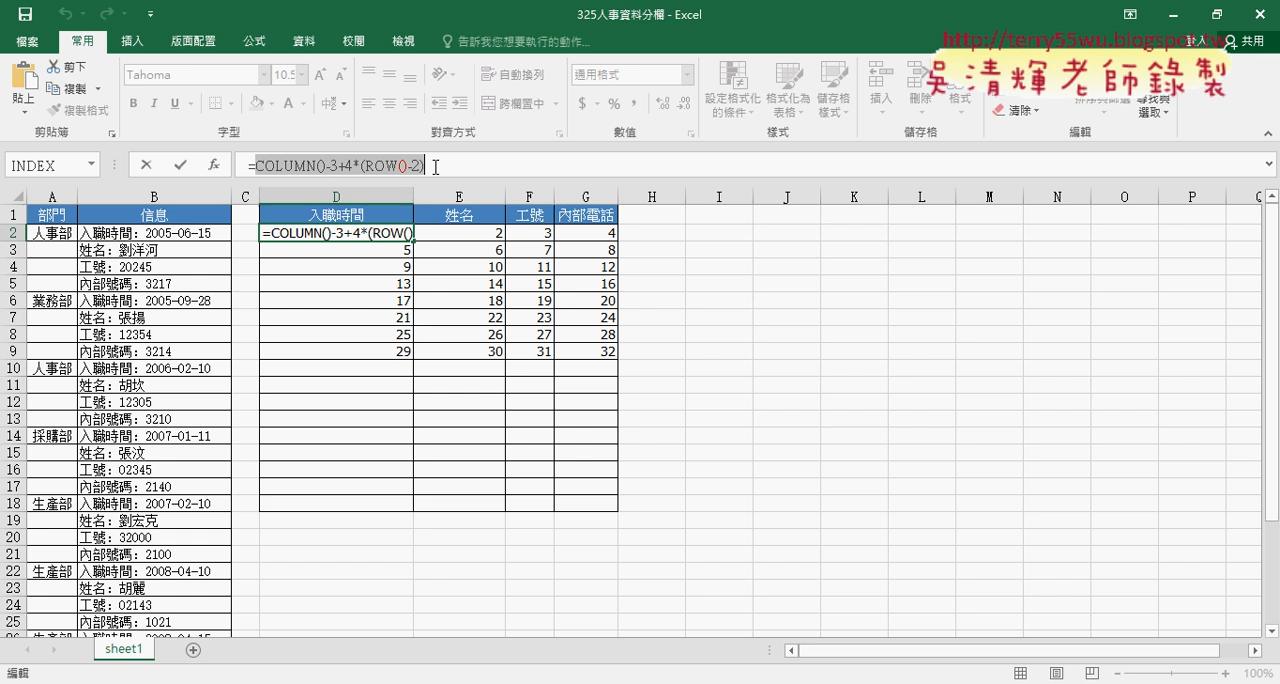 325人事資料分欄 - Excel
檔案 常用 插入 版面配置 公式 資料 校閱 檢視 告訴我您想要執行的動作... 登入 共用
http://terry55wu.blogspot.tw
吳清輝老師錄製
貼上 剪下 複製 複製格式 剪貼簿
Tahoma 10.5 B I U 字型
自動換列 跨欄置中 對齊方式
通用格式 $ % 數值
設定格式化的條件 格式化為表格 儲存格樣式 樣式
插入 刪除 格式 儲存格
清除 排序與篩選 尋找與選取 編輯
INDEX =COLUMN()-3+4*(ROW()-2)
A B C D E F G H I J K L M N O P
1 部門 信息 入職時間 姓名 工號 內部電話
2 人事部 入職時間：2005-06-15 =COLUMN()-3+4*(ROW() 2 3 4
3 姓名：劉洋河 5 6 7 8
4 工號：20245 9 10 11 12
5 內部號碼：3217 13 14 15 16
6 業務部 入職時間：2005-09-28 17 18 19 20
7 姓名：張揚 21 22 23 24
8 工號：12354 25 26 27 28
9 內部號碼：3214 29 30 31 32
10 人事部 入職時間：2006-02-10
11 姓名：胡坎
12 工號：12305
13 內部號碼：3210
14 採購部 入職時間：2007-01-11
15 姓名：張汶
16 工號：02345
17 內部號碼：2140
18 生產部 入職時間：2007-02-10
19 姓名：劉宏克
20 工號：32000
21 內部號碼：2100
22 生產部 入職時間：2008-04-10
23 姓名：胡麗
24 工號：02143
25 內部號碼：1021
26 生產部 入職時間：2008-04-15
sheet1
編輯 100%